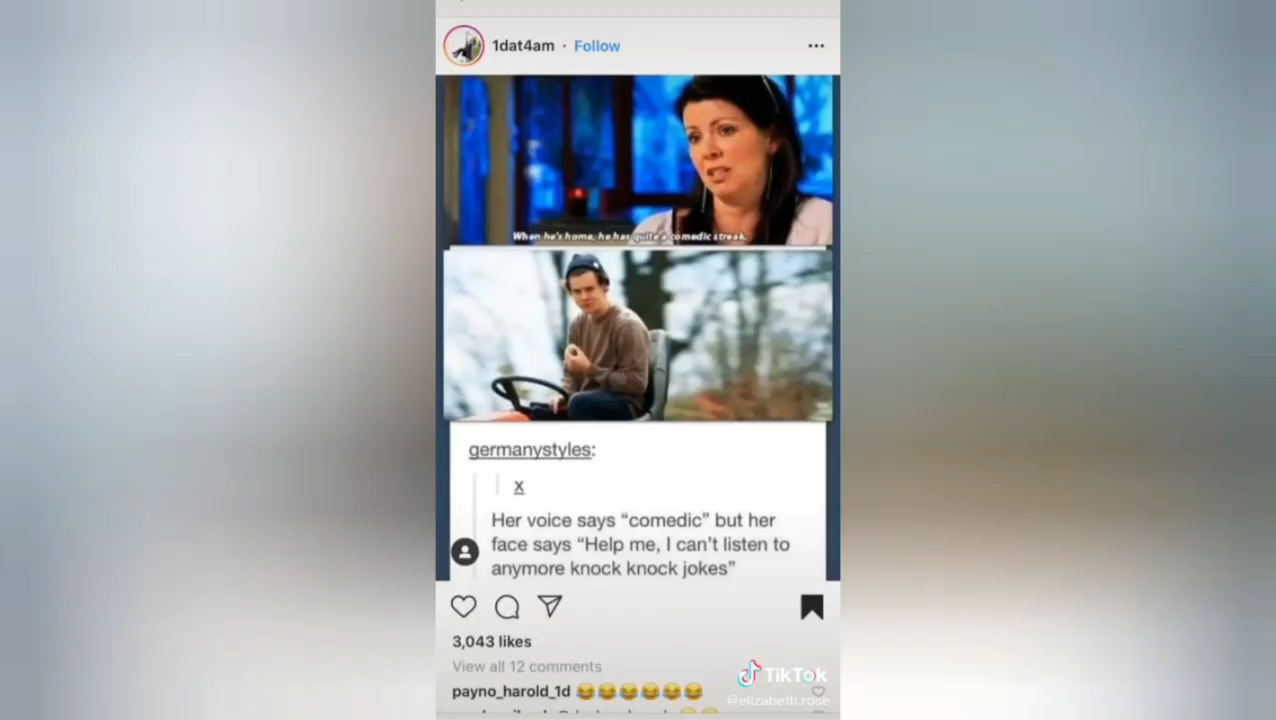 1dat4am · Follow
When he's home, he has quite a comedic streak.
germanystyles:
x
Her voice says “comedic” but her
face says “Help me, I can't listen to
anymore knock knock jokes”
3,043 likes
View all 12 comments
payno_harold_1d 😂😂😂😂😂😂
TikTok
@elizabeth.rose